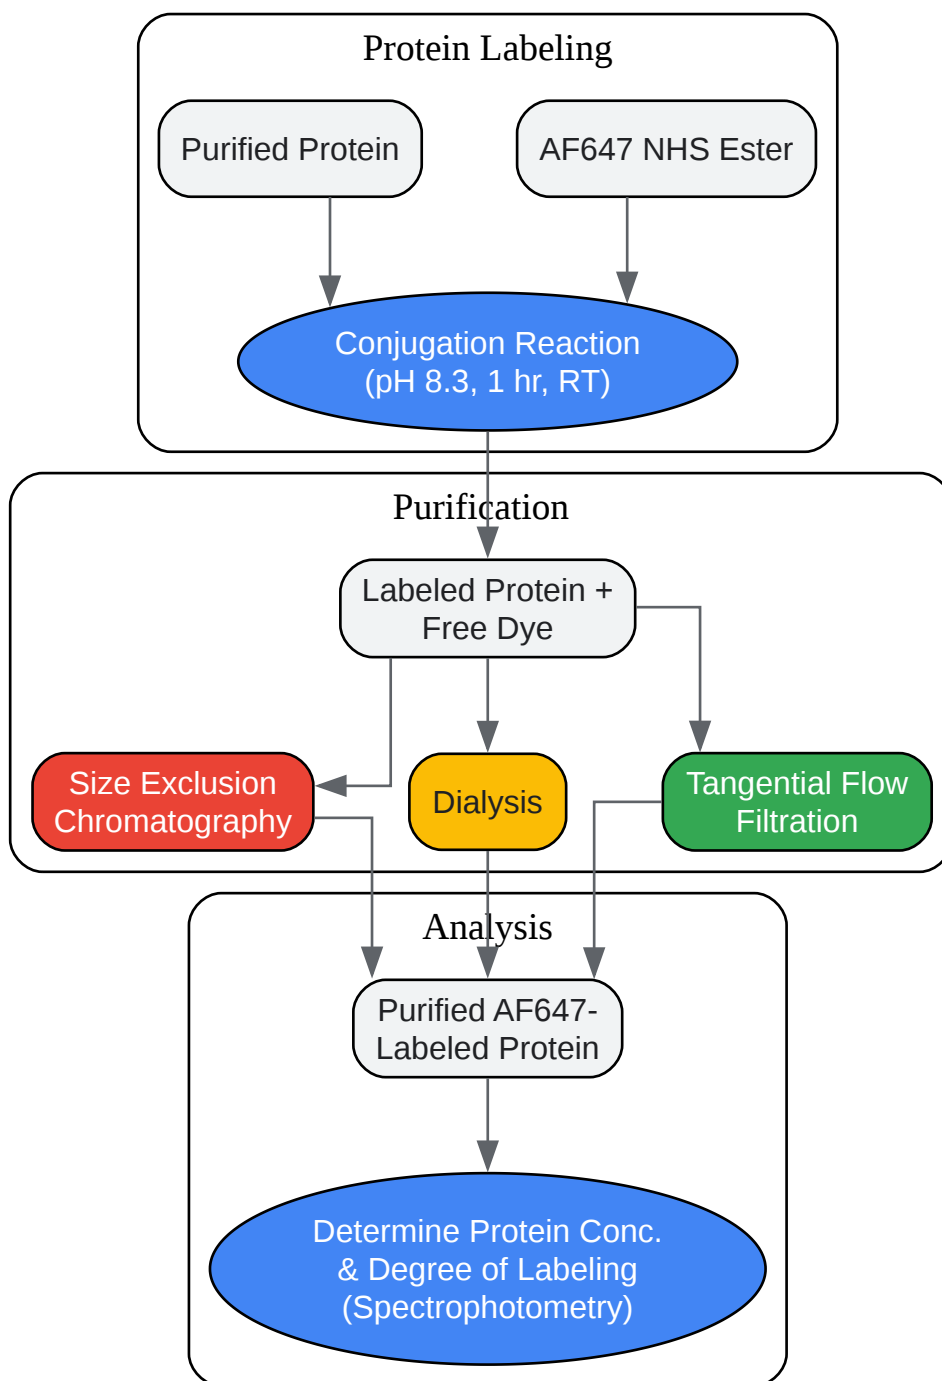 Protein Labeling
Purified Protein
AF647 NHS Ester
Conjugation Reaction
(pH 8.3, 1 hr, RT)
Purification
Labeled Protein +
Free Dye
Size Exclusion
Chromatography
Dialysis
Tangential Flow
Filtration
Analysis
Purified AF647-
Labeled Protein
Determine Protein Conc.
& Degree of Labeling
(Spectrophotometry)